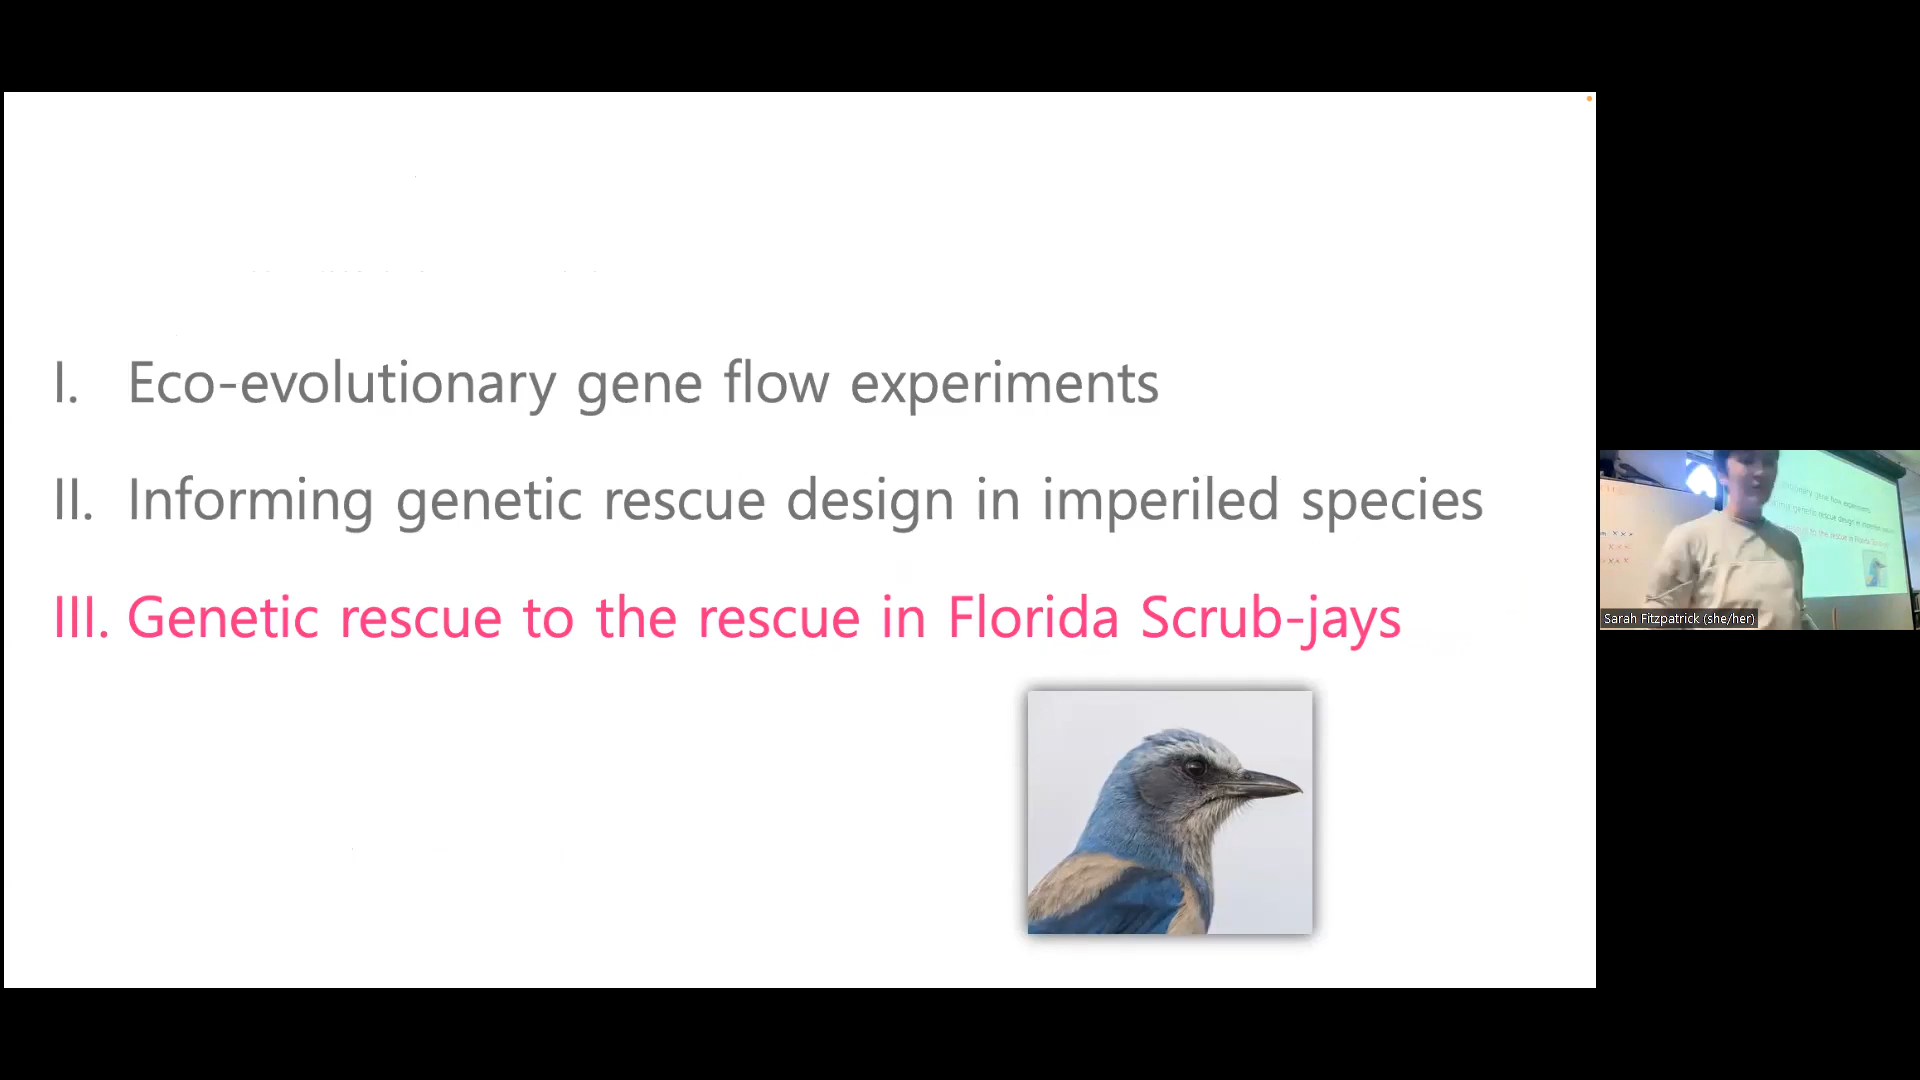 I. Eco-evolutionary gene flow experiments
II. Informing genetic rescue design in imperiled species
III. Genetic rescue to the rescue in Florida Scrub-jays
Sarah Fitzpatrick (she/her)